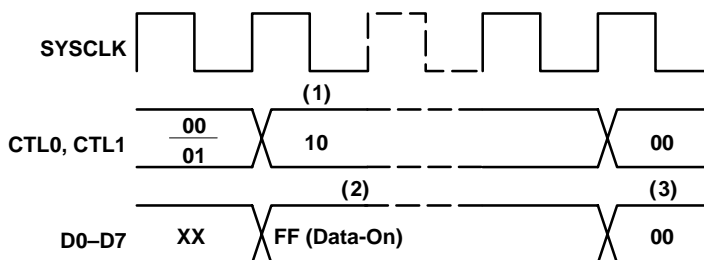 SYSCLK
(1)
CTL0, CTL1
00
01
10
00
(2)
(3)
D0–D7
XX
FF (Data-On)
00